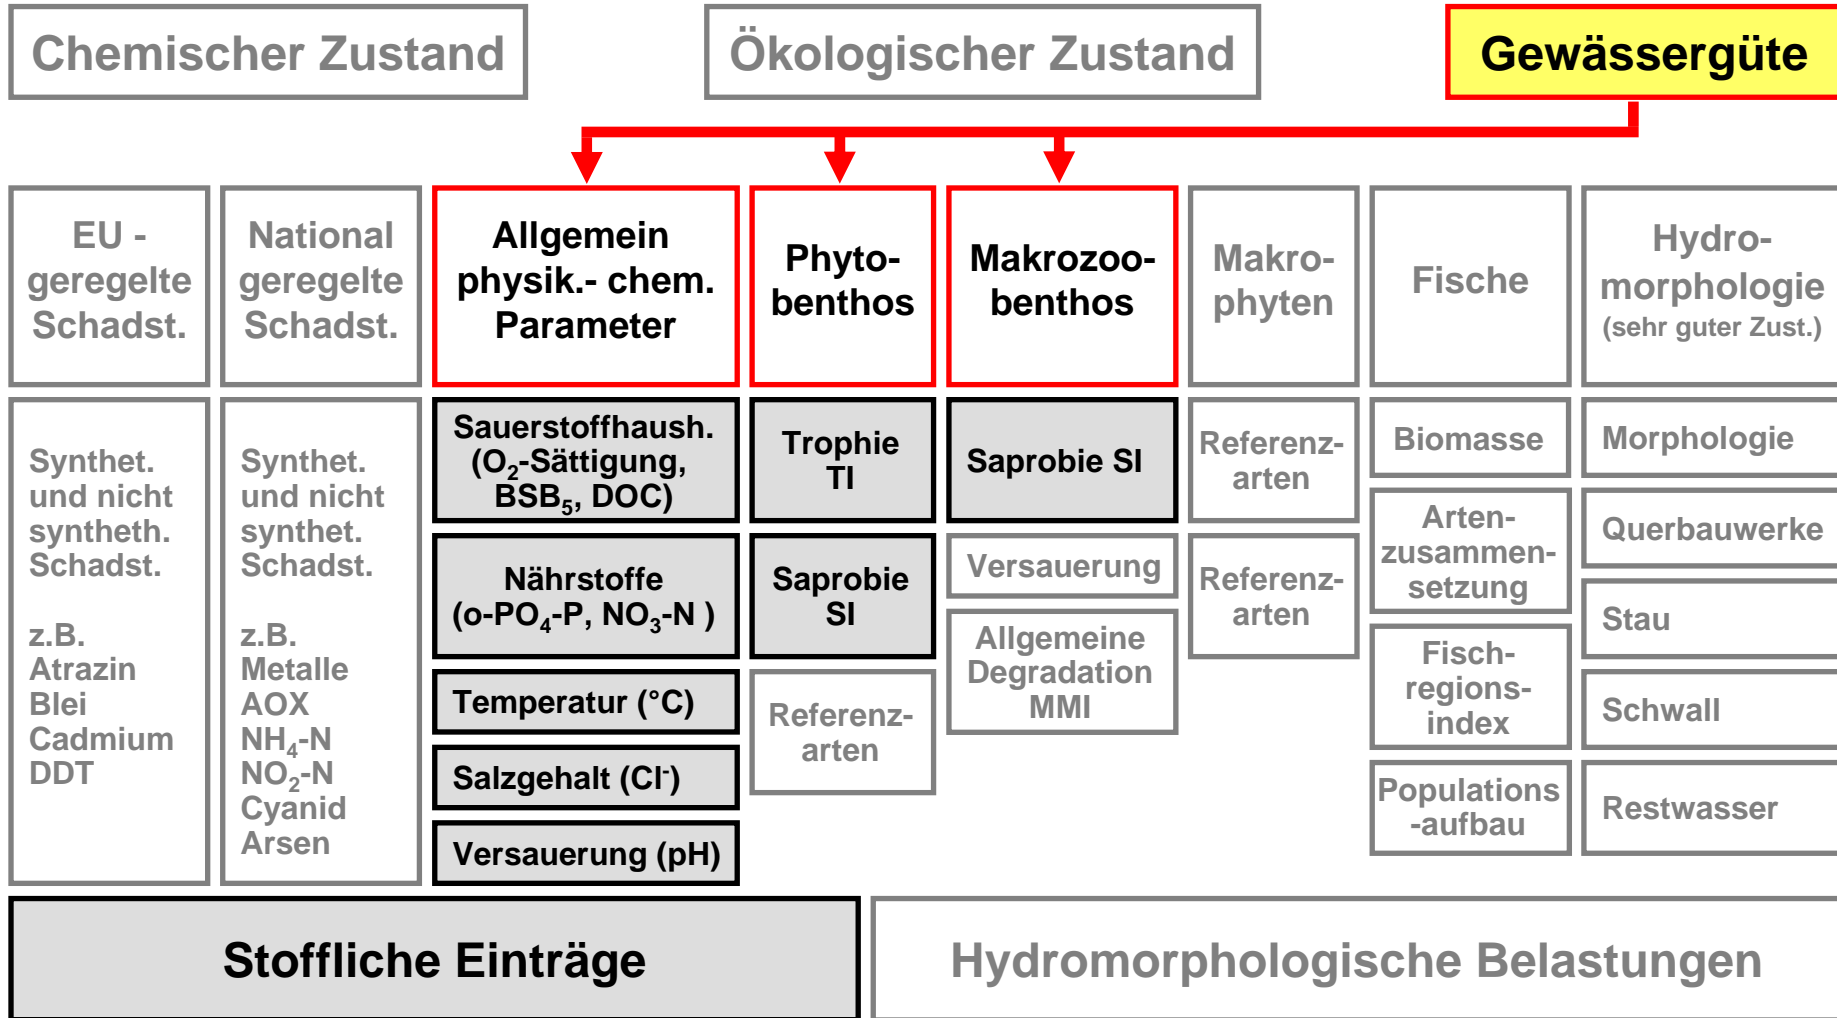 Chemischer Zustand
Ökologischer Zustand
Gewässergüte
EU -
geregelte
Schadst.
National
geregelte
Schadst.
Allgemein
physik.- chem.
Parameter
Phyto-
benthos
Makrozoo-
benthos
Makro-
phyten
Fische
Hydro-
morphologie
(sehr guter Zust.)
Synthet.
und nicht
syntheth.
Schadst.
z.B.
Atrazin
Blei
Cadmium
DDT
Synthet.
und nicht
synthet.
Schadst.
z.B.
Metalle
AOX
NH₄-N
NO₂-N
Cyanid
Arsen
Sauerstoffhaush.
(O₂-Sättigung,
BSB₅, DOC)
Nährstoffe
(o-PO₄-P, NO₃-N )
Temperatur (°C)
Salzgehalt (Cl⁻)
Versauerung (pH)
Trophie
TI
Saprobie
SI
Referenz-
arten
Saprobie SI
Versauerung
Allgemeine
Degradation
MMI
Referenz-
arten
Referenz-
arten
Biomasse
Arten-
zusammen-
setzung
Fisch-
regions-
index
Populations
-aufbau
Morphologie
Querbauwerke
Stau
Schwall
Restwasser
Stoffliche Einträge
Hydromorphologische Belastungen